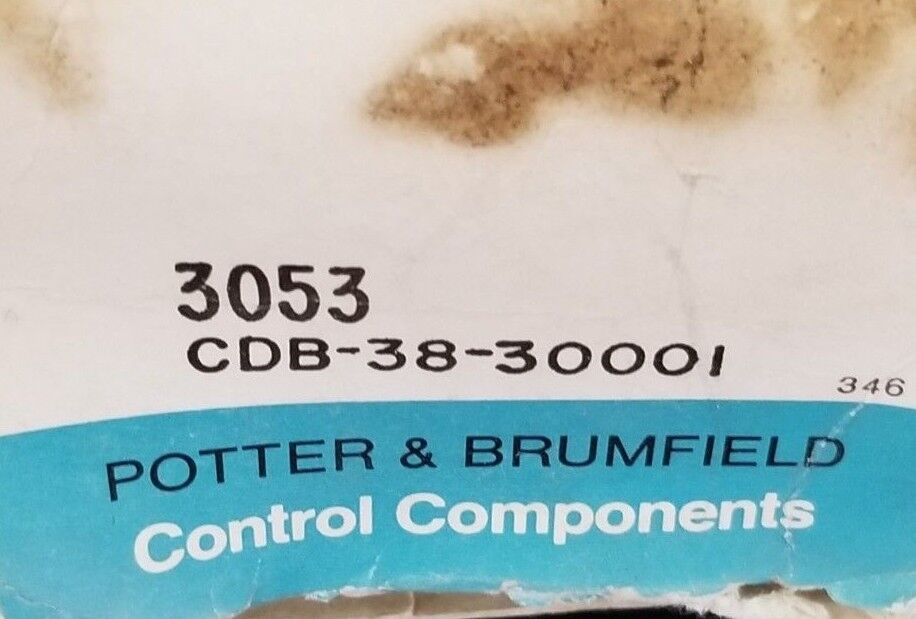 3053
CDB-38-30001
346
POTTER & BRUMFIELD
Control Components